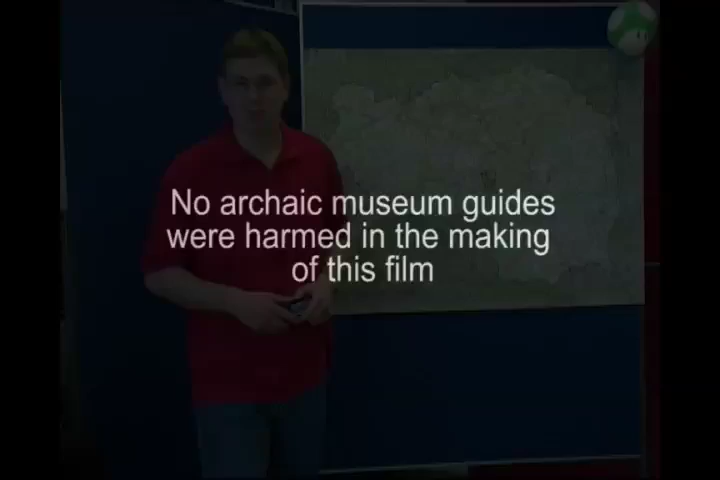 No archaic museum guides
were harmed in the making
of this film